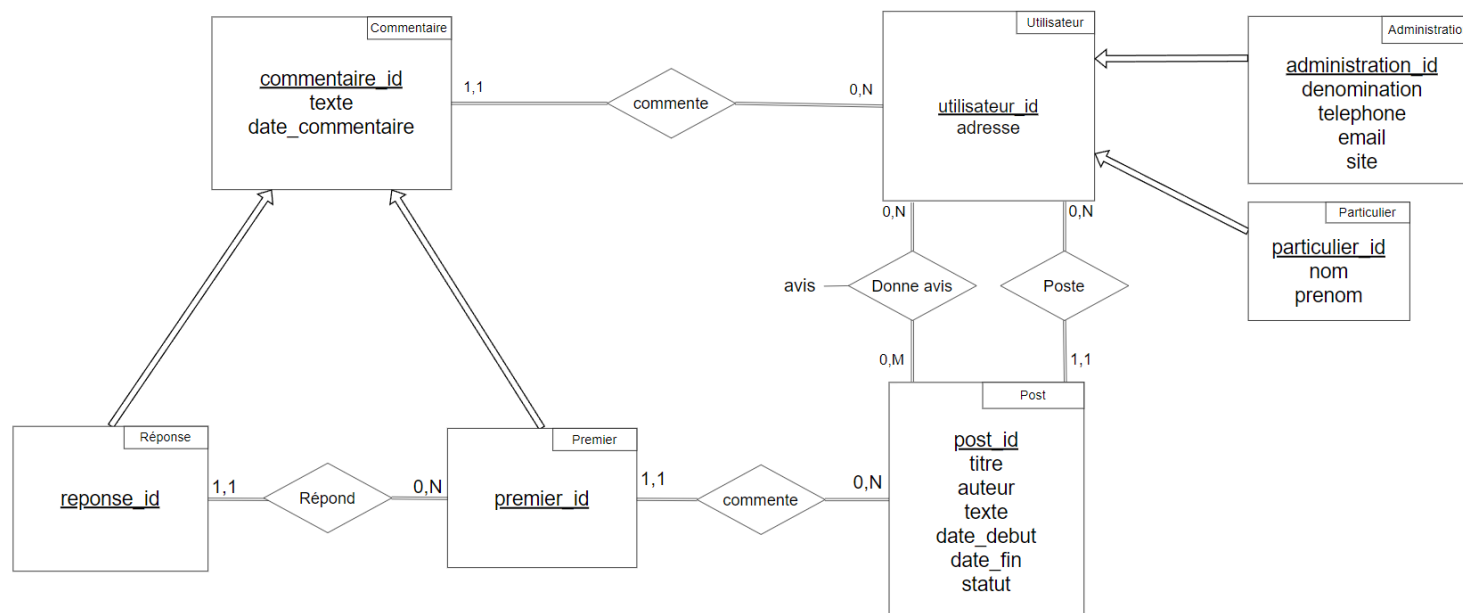 Commentaire
commentaire_id
texte
date_commentaire
1,1
commente
0,N
Utilisateur
utilisateur_id
adresse
Administration
administration_id
denomination
telephone
email
site
Particulier
particulier_id
nom
prenom
0,N
0,N
avis
Donne avis
Poste
0,M
1,1
Réponse
reponse_id
1,1
Répond
0,N
Premier
premier_id
1,1
commente
0,N
Post
post_id
titre
auteur
texte
date_debut
date_fin
statut